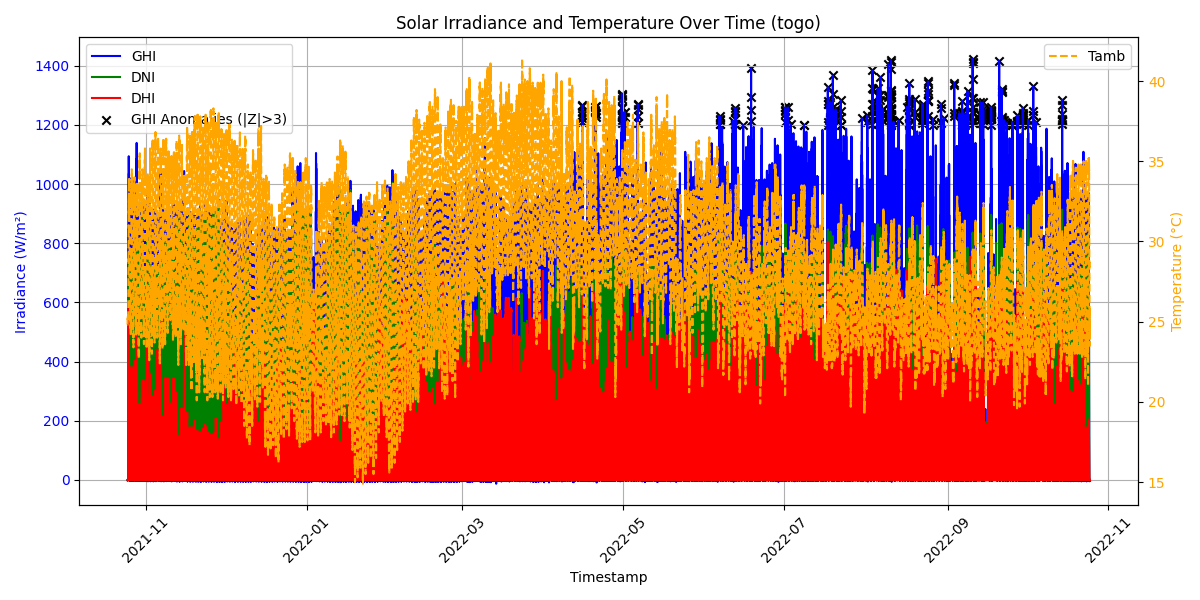 Solar Irradiance and Temperature Over Time (togo)
GHI
DNI
DHI
GHI Anomalies (|Z|>3)
Tamb
1400
1200
1000
800
600
400
200
0
Irradiance (W/m²)
40
35
30
25
20
15
Temperature (°C)
2021-11
2022-01
2022-03
2022-05
2022-07
2022-09
2022-11
Timestamp